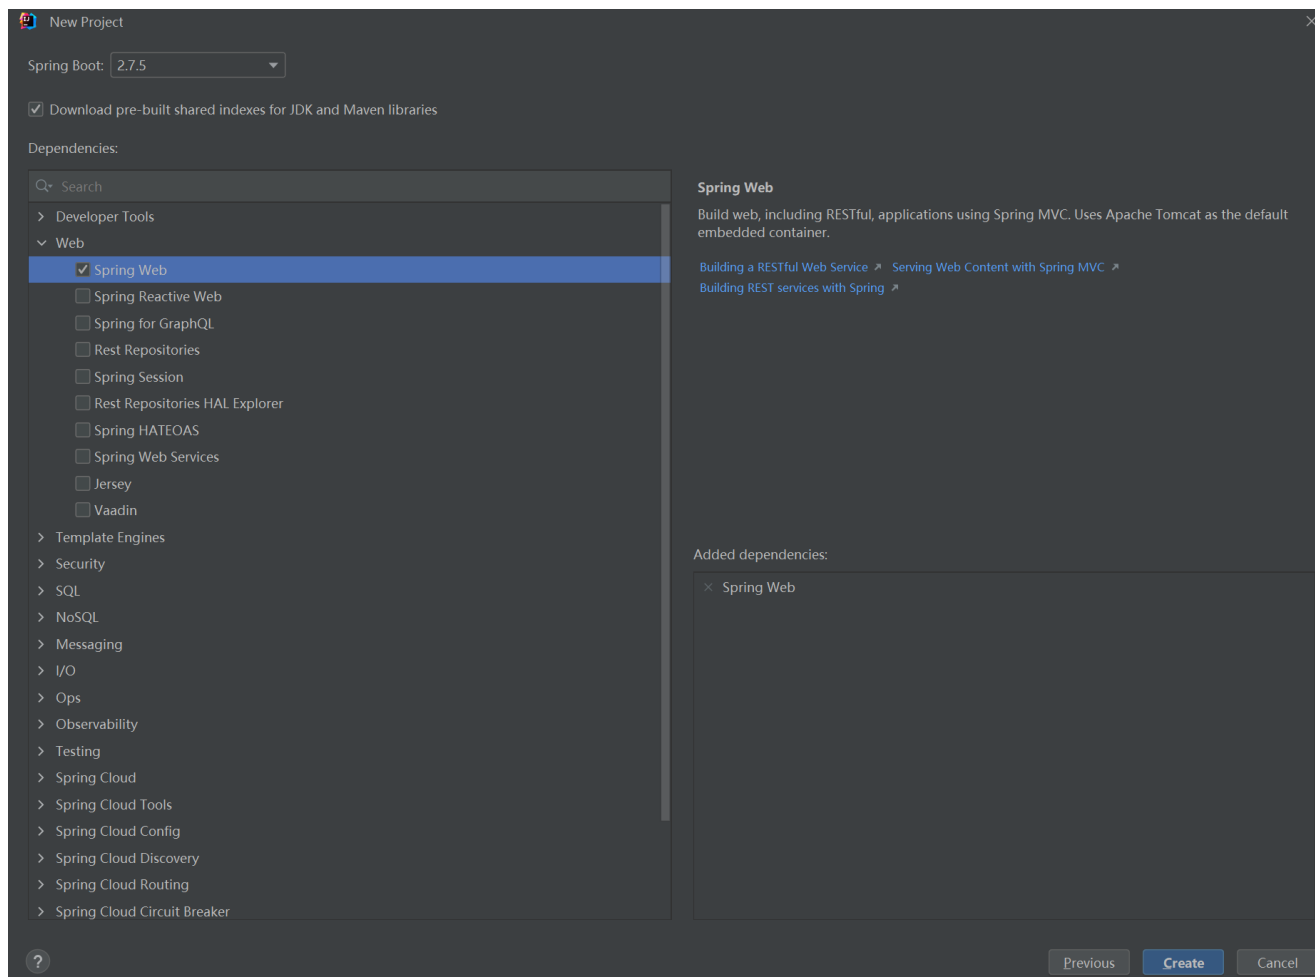 New Project
Spring Boot: 2.7.5
Download pre-built shared indexes for JDK and Maven libraries
Dependencies:
Search
Developer Tools
Web
Spring Web
Spring Reactive Web
Spring for GraphQL
Rest Repositories
Spring Session
Rest Repositories HAL Explorer
Spring HATEOAS
Spring Web Services
Jersey
Vaadin
Template Engines
Security
SQL
NoSQL
Messaging
I/O
Ops
Observability
Testing
Spring Cloud
Spring Cloud Tools
Spring Cloud Config
Spring Cloud Discovery
Spring Cloud Routing
Spring Cloud Circuit Breaker
Spring Web
Build web, including RESTful, applications using Spring MVC. Uses Apache Tomcat as the default
embedded container.
Building a RESTful Web Service Serving Web Content with Spring MVC
Building REST services with Spring
Added dependencies:
Spring Web
?
Previous Create Cancel